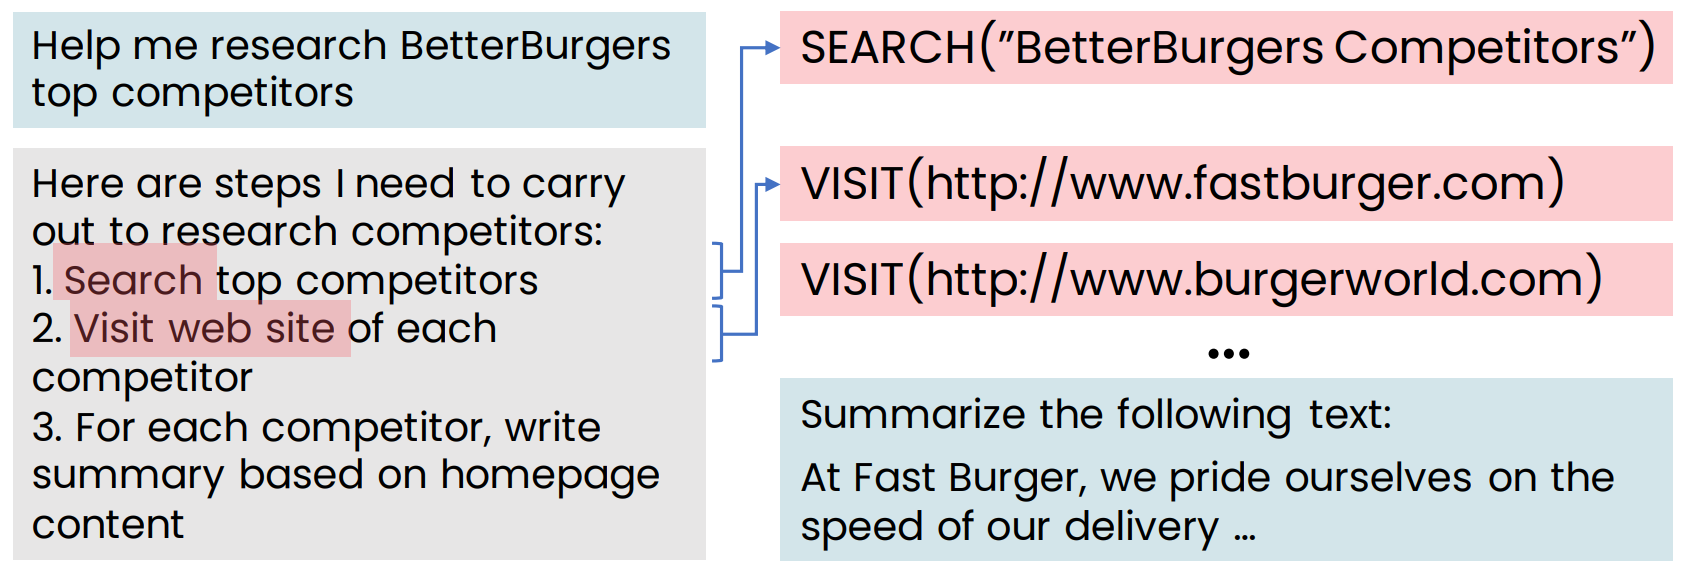 Help me research BetterBurgers
top competitors
Here are steps I need to carry
out to research competitors:
1. Search top competitors
2. Visit web site of each
competitor
3. For each competitor, write
summary based on homepage
content
SEARCH(”BetterBurgers Competitors”)
VISIT(http://www.fastburger.com)
VISIT(http://www.burgerworld.com)
...
Summarize the following text:
At Fast Burger, we pride ourselves on the
speed of our delivery ...